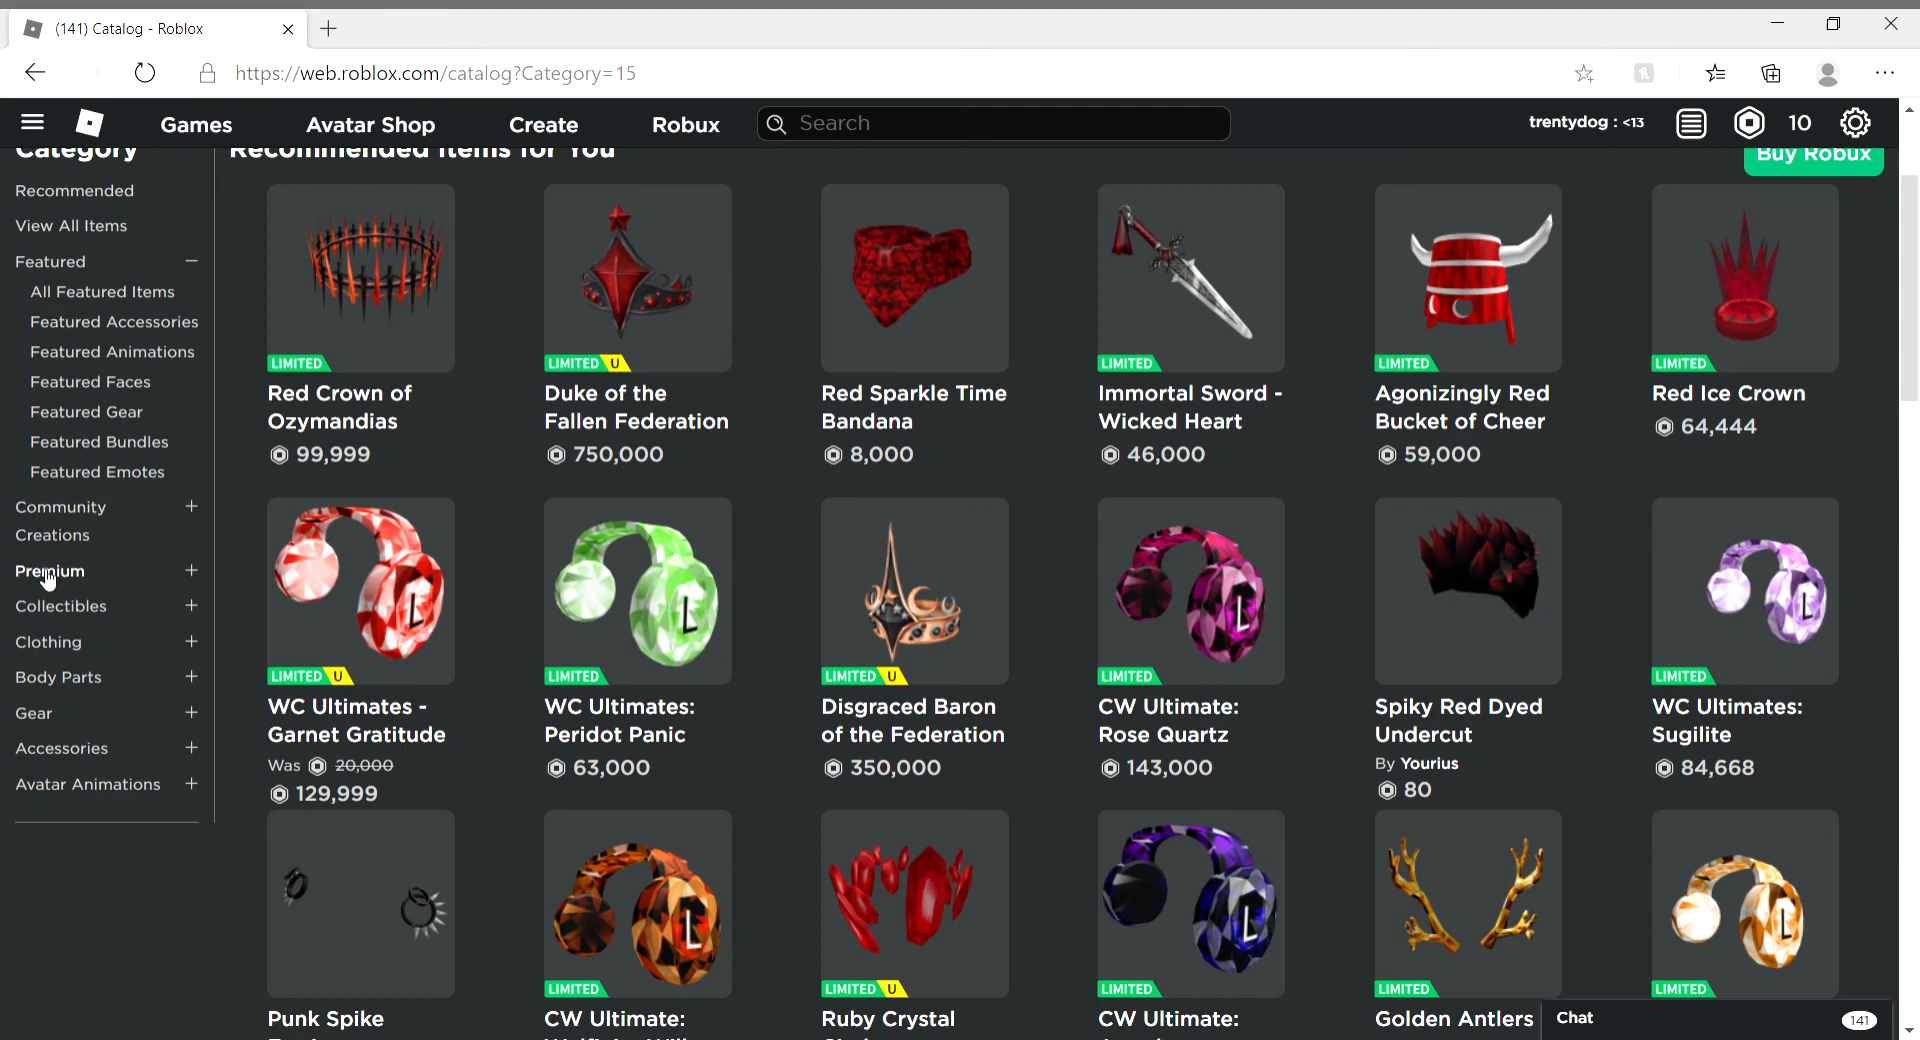 (141) Catalog - Roblox
https://web.roblox.com/catalog?Category=15
Games
Avatar Shop
Create
Robux
Search
trentydog : <13
10
Category
Recommended Items for You
Buy Robux
Recommended
View All Items
Featured
All Featured Items
Featured Accessories
Featured Animations
Featured Faces
Featured Gear
Featured Bundles
Featured Emotes
Community
Creations
Premium
Collectibles
Clothing
Body Parts
Gear
Accessories
Avatar Animations
LIMITED
Red Crown of
Ozymandias
99,999
LIMITED U
Duke of the
Fallen Federation
750,000
Red Sparkle Time
Bandana
8,000
LIMITED
Immortal Sword -
Wicked Heart
46,000
LIMITED
Agonizingly Red
Bucket of Cheer
59,000
LIMITED
Red Ice Crown
64,444
LIMITED U
WC Ultimates -
Garnet Gratitude
Was 20,000
129,999
L
LIMITED
WC Ultimates:
Peridot Panic
63,000
LIMITED U
Disgraced Baron
of the Federation
350,000
L
LIMITED
CW Ultimate:
Rose Quartz
143,000
Spiky Red Dyed
Undercut
By Yourius
80
L
LIMITED
WC Ultimates:
Sugilite
84,668
Punk Spike
L
LIMITED
CW Ultimate:
LIMITED U
Ruby Crystal
L
LIMITED
CW Ultimate:
LIMITED
Golden Antlers
L
LIMITED
Chat
141